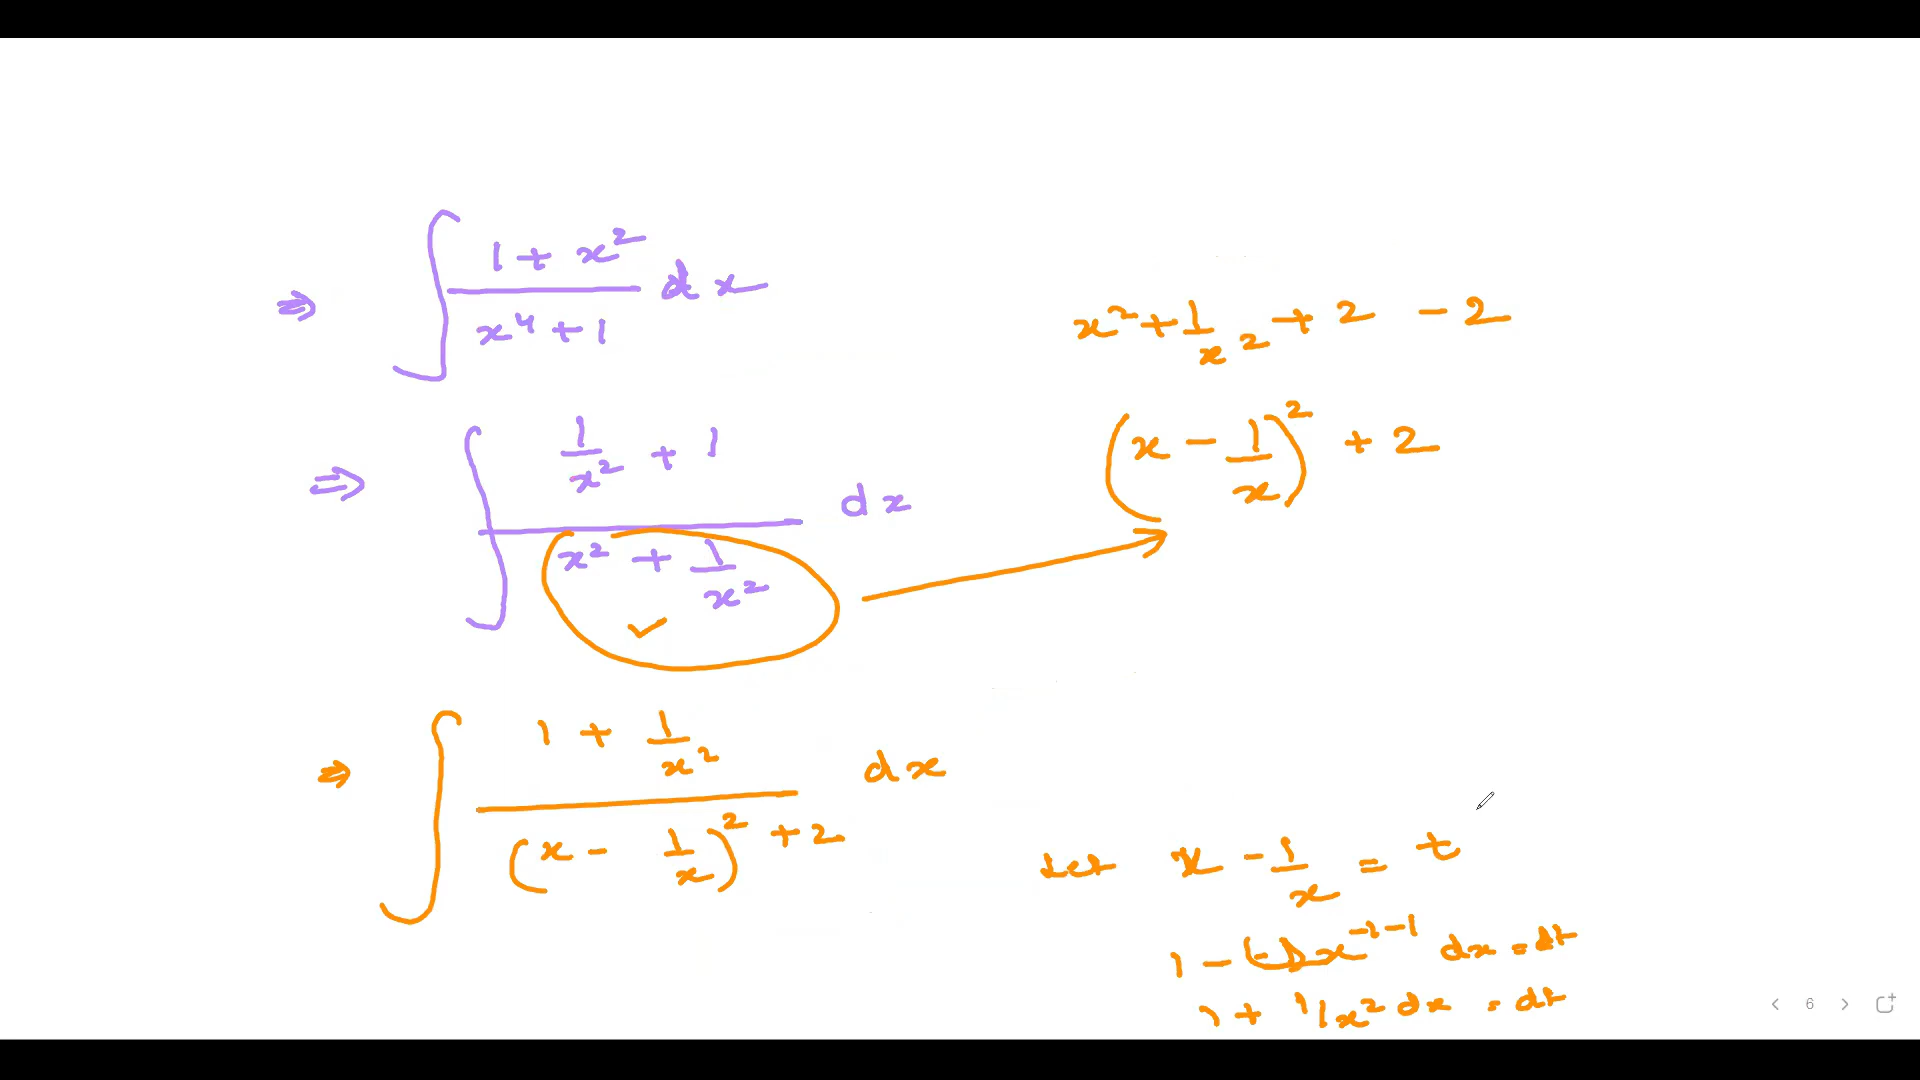 ⇒ ∫ (1 + x²)/(x⁴ + 1) dx
⇒ ∫ (1/x² + 1)/(x² + 1/x²) dx
x² + 1/x² + 2 - 2
(x - 1/x)² + 2
⇒ ∫ (1 + 1/x²)/((x - 1/x)² + 2) dx
Let x - 1/x = t
1 - (-1)x⁻¹⁻¹ dx = dt
1 + 1/x² dx = dt
6